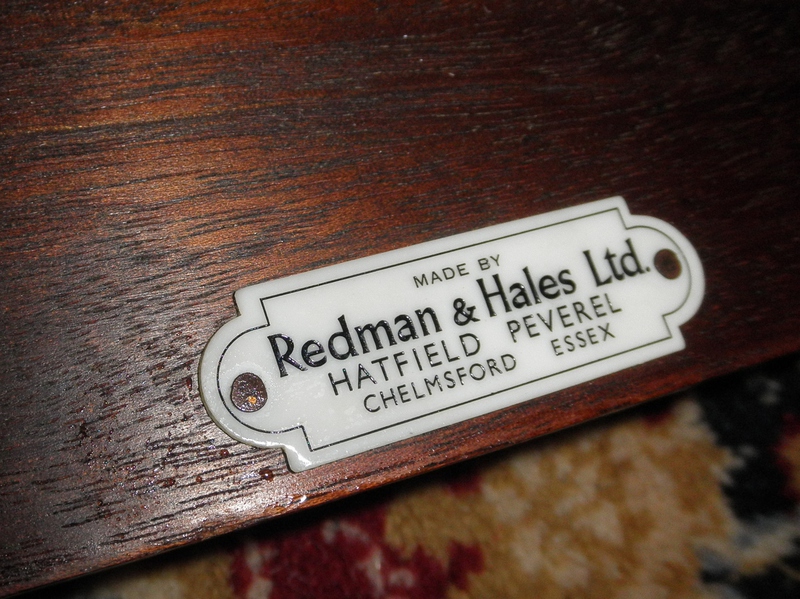 MADE BY
Redman & Hales Ltd.
HATFIELD PEVEREL
CHELMSFORD ESSEX